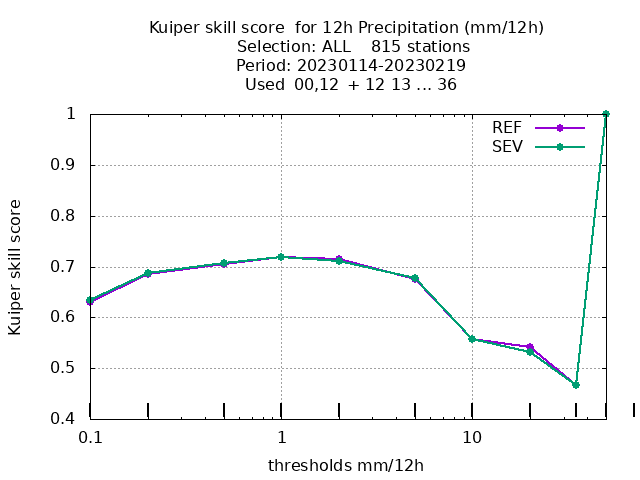 Kuiper skill score  for 12h Precipitation (mm/12h)
Selection: ALL    815 stations
Period: 20230114-20230219
Used  00,12  + 12 13 ... 36
REF
SEV
1
0.9
0.8
0.7
0.6
0.5
0.4
Kuiper skill score
0.1
1
10
thresholds mm/12h